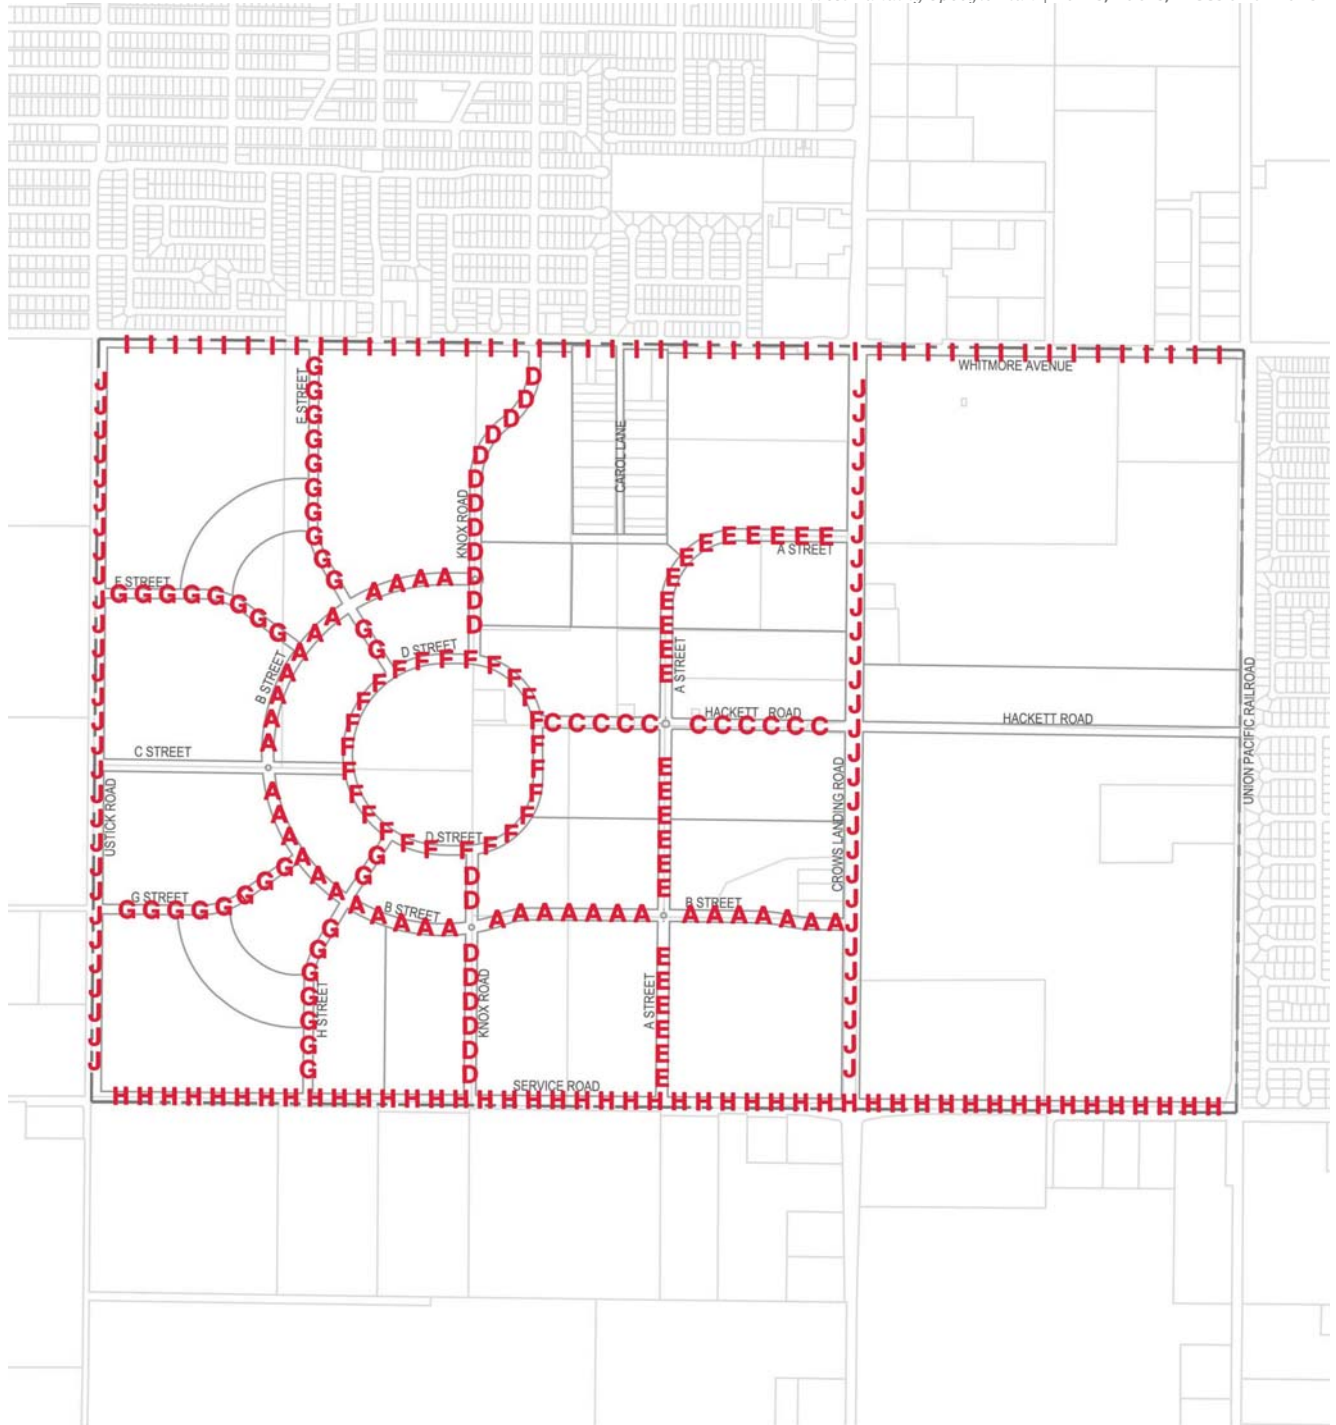 I I I I I I I I I I I I I I I I I I I I I I I I I I I I I I I I I I I I I I I I I I I I I I
WHITMORE AVENUE
E STREET
G G G G G G G G G G
D D D D D D D D D D D D
KNOX ROAD
CAROL LANE
E E E E E E E E E E E E
A STREET
F STREET
G G G G G G G G
A A A A
A A A A A A A A
B STREET
G G
D STREET
F F F F F F F F F F F F F F F F F F F F F F F F F F F F
A STREET
C C C C C
HACKETT ROAD
C C C C C C
HACKETT ROAD
UNION PACIFIC RAILROAD
C STREET
USTICK ROAD
J J J J J J J J J J J J J J J J J J J J J J J J J J J J J
CROWS LANDING ROAD
J J J J J J J J J J J J J J J J J J J J J J J J J J J J J
E E E E E E
D STREET
G G
D D
A A A A A A A A A A A A
G STREET
G G G G G G G G
B STREET
A A A A A A A
B STREET
A A A A A A A
G G G G G G G
H STREET
D D D D D D
KNOX ROAD
A STREET
E E E E E E
SERVICE ROAD
H H H H H H H H H H H H H H H H H H H H H H H H H H H H H H H H H H H H H H H H H H H H H H